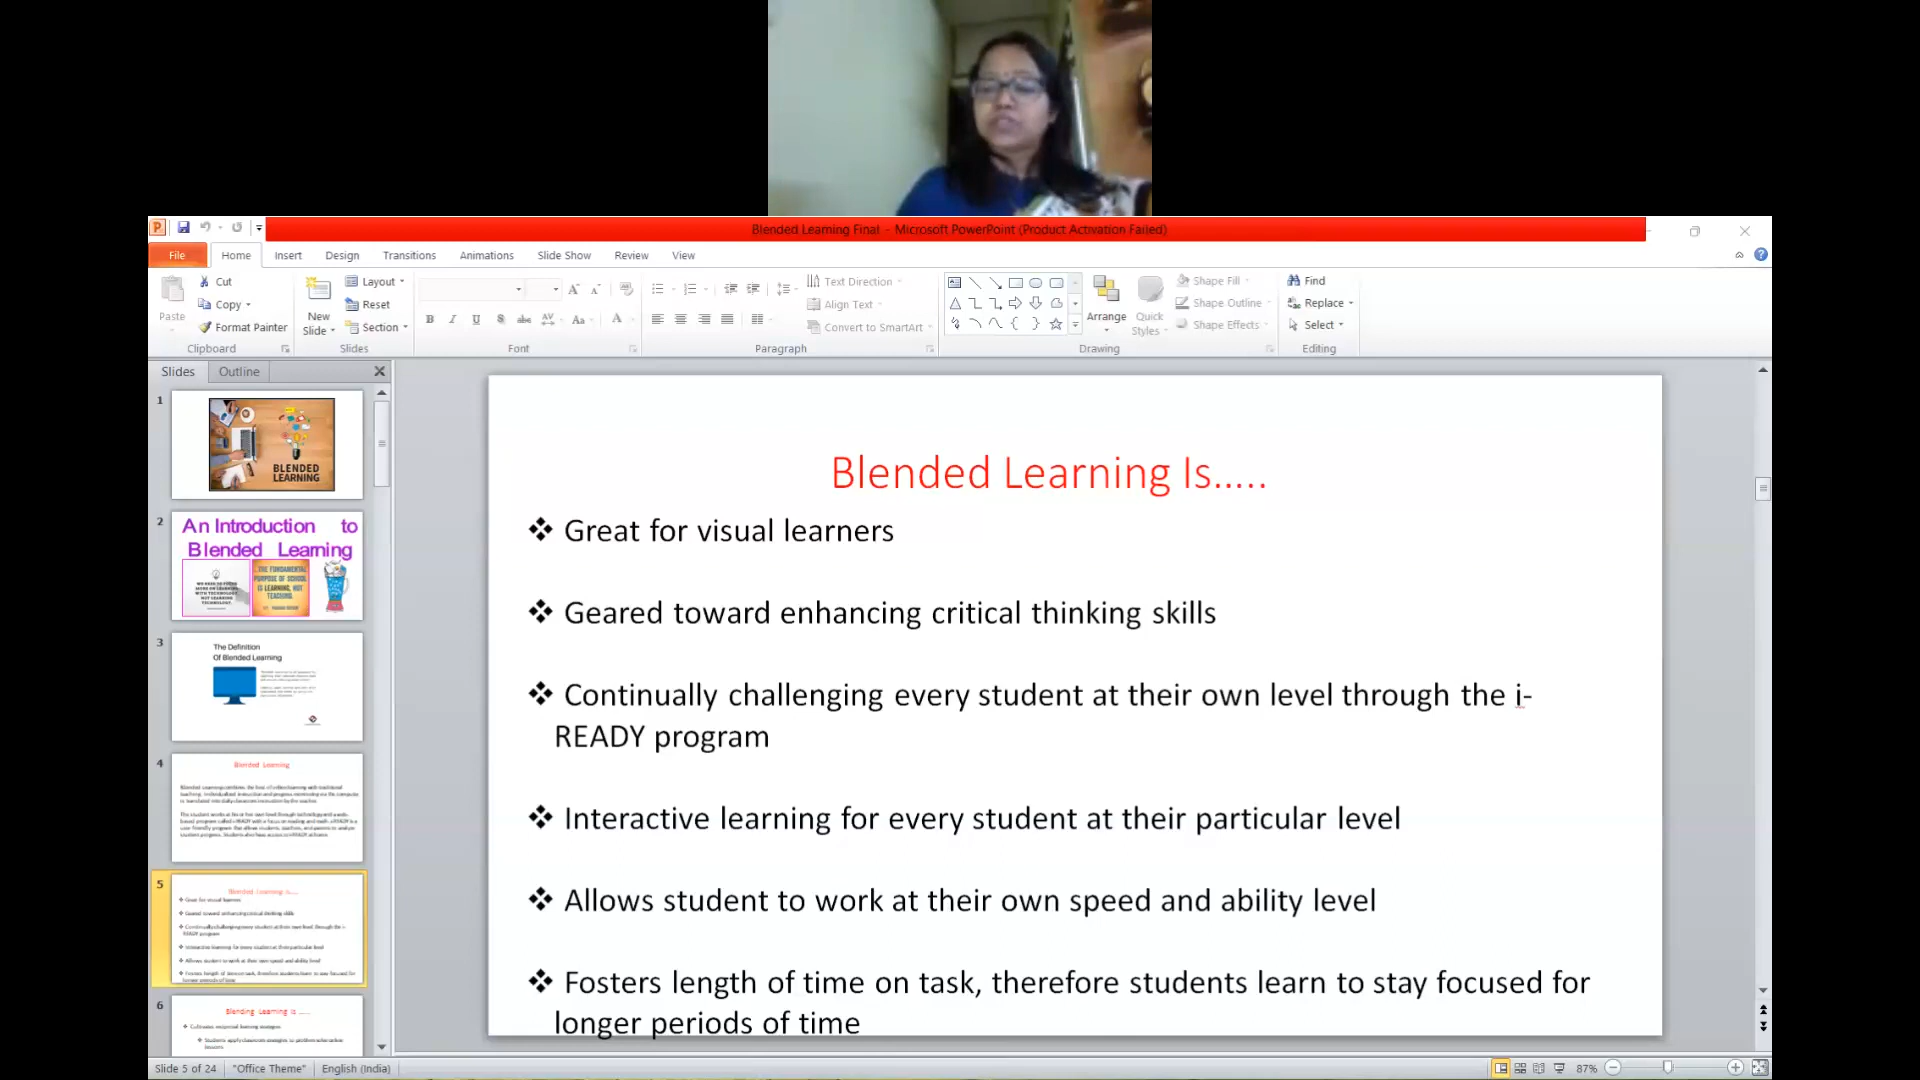 Blended Learning Final - Microsoft PowerPoint (Product Activation Failed)
File Home Insert Design Transitions Animations Slide Show Review View
Paste
Cut
Copy
Format Painter
Clipboard
New
Slide
Layout
Reset
Section
Slides
Font
Paragraph
Text Direction
Align Text
Convert to SmartArt
Arrange
Quick
Styles
Shape Fill
Shape Outline
Shape Effects
Drawing
Find
Replace
Select
Editing
Slides Outline
1
BLENDED
LEARNING
2
An Introduction to
Blended Learning
3
The Definition
Of Blended Learning
4
Blended Learning
5
Blended Learning Is.....
6
Blending Learning Is .....
Blended Learning Is.....
❖ Great for visual learners
❖ Geared toward enhancing critical thinking skills
❖ Continually challenging every student at their own level through the i-
READY program
❖ Interactive learning for every student at their particular level
❖ Allows student to work at their own speed and ability level
❖ Fosters length of time on task, therefore students learn to stay focused for
longer periods of time
Slide 5 of 24 "Office Theme" English (India) 87%